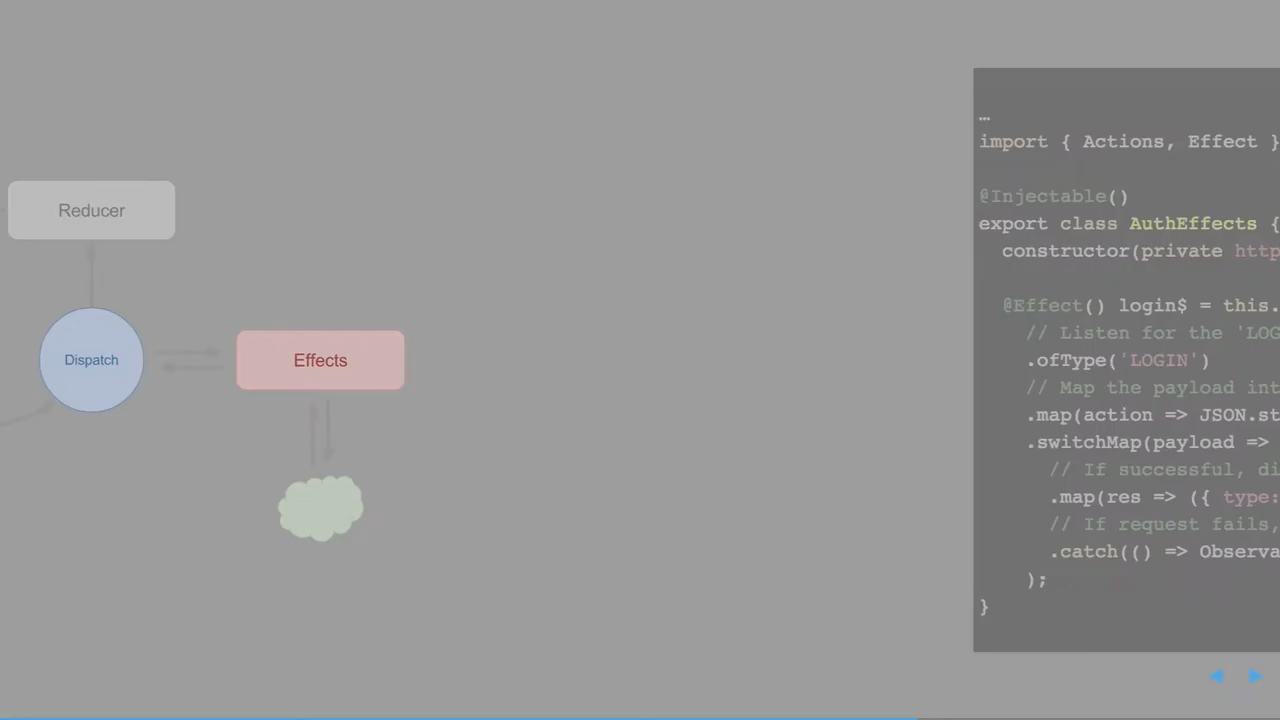 Reducer
Dispatch
Effects
…
import { Actions, Effect }
@Injectable()
export class AuthEffects {
constructor(private http
@Effect() login$ = this.
// Listen for the 'LOG
.ofType('LOGIN')
// Map the payload int
.map(action => JSON.st
.switchMap(payload =>
// If successful, di
.map(res => ({ type:
// If request fails,
.catch(() => Observa
);
}